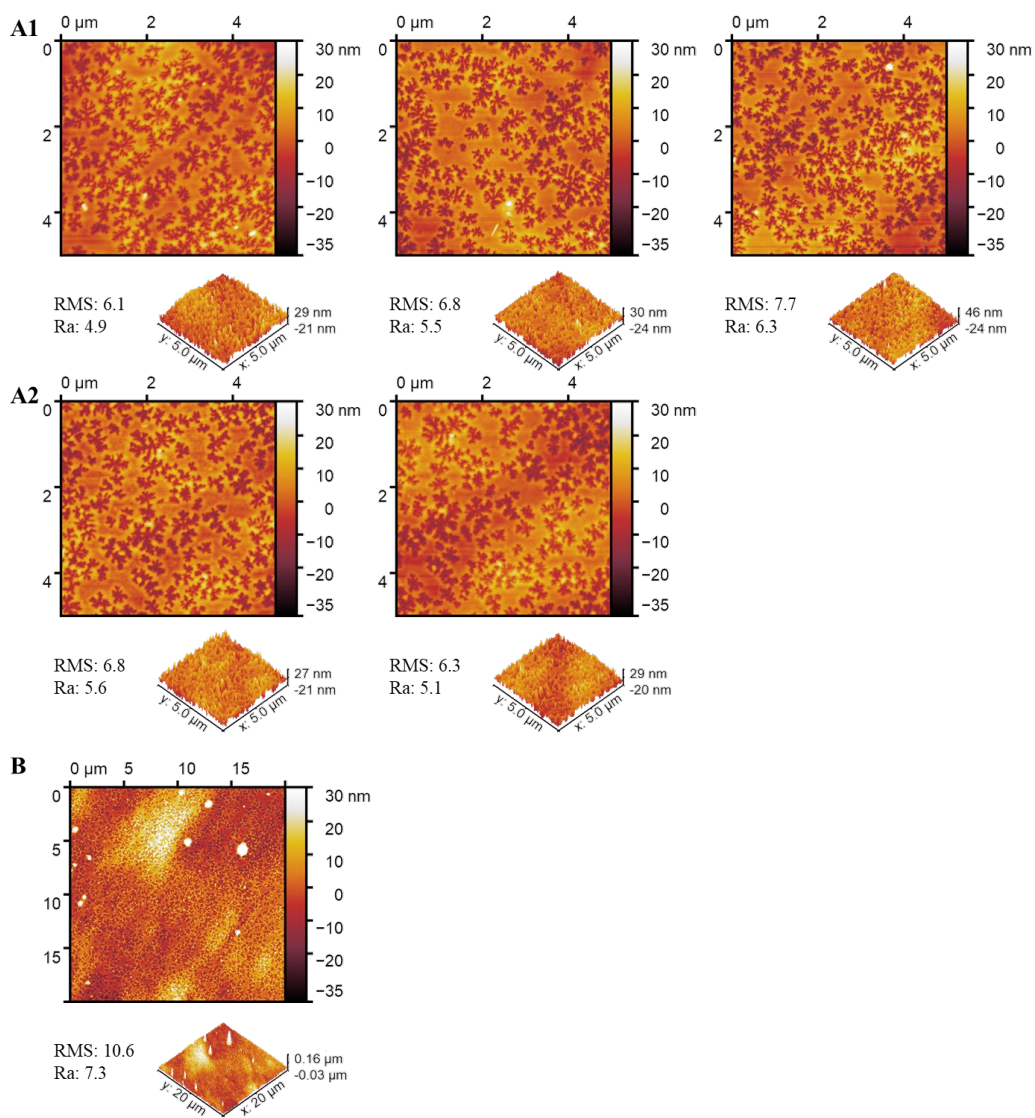 A1
0 µm 2 4
0
2
4
30 nm
20
10
0
−10
−20
−35
0 µm 2 4
0
2
4
30 nm
20
10
0
−10
−20
−35
0 µm 2 4
0
2
4
30 nm
20
10
0
−10
−20
−35
RMS: 6.1
Ra: 4.9
29 nm
-21 nm
y: 5.0 µm
x: 5.0 µm
RMS: 6.8
Ra: 5.5
30 nm
-24 nm
y: 5.0 µm
x: 5.0 µm
RMS: 7.7
Ra: 6.3
46 nm
-24 nm
y: 5.0 µm
x: 5.0 µm
A2
0 µm 2 4
0
2
4
30 nm
20
10
0
−10
−20
−35
0 µm 2 4
0
2
4
30 nm
20
10
0
−10
−20
−35
RMS: 6.8
Ra: 5.6
27 nm
-21 nm
y: 5.0 µm
x: 5.0 µm
RMS: 6.3
Ra: 5.1
29 nm
-20 nm
y: 5.0 µm
x: 5.0 µm
B
0 µm 5 10 15
0
5
10
15
30 nm
20
10
0
−10
−20
−35
RMS: 10.6
Ra: 7.3
0.16 µm
-0.03 µm
y: 20 µm
x: 20 µm